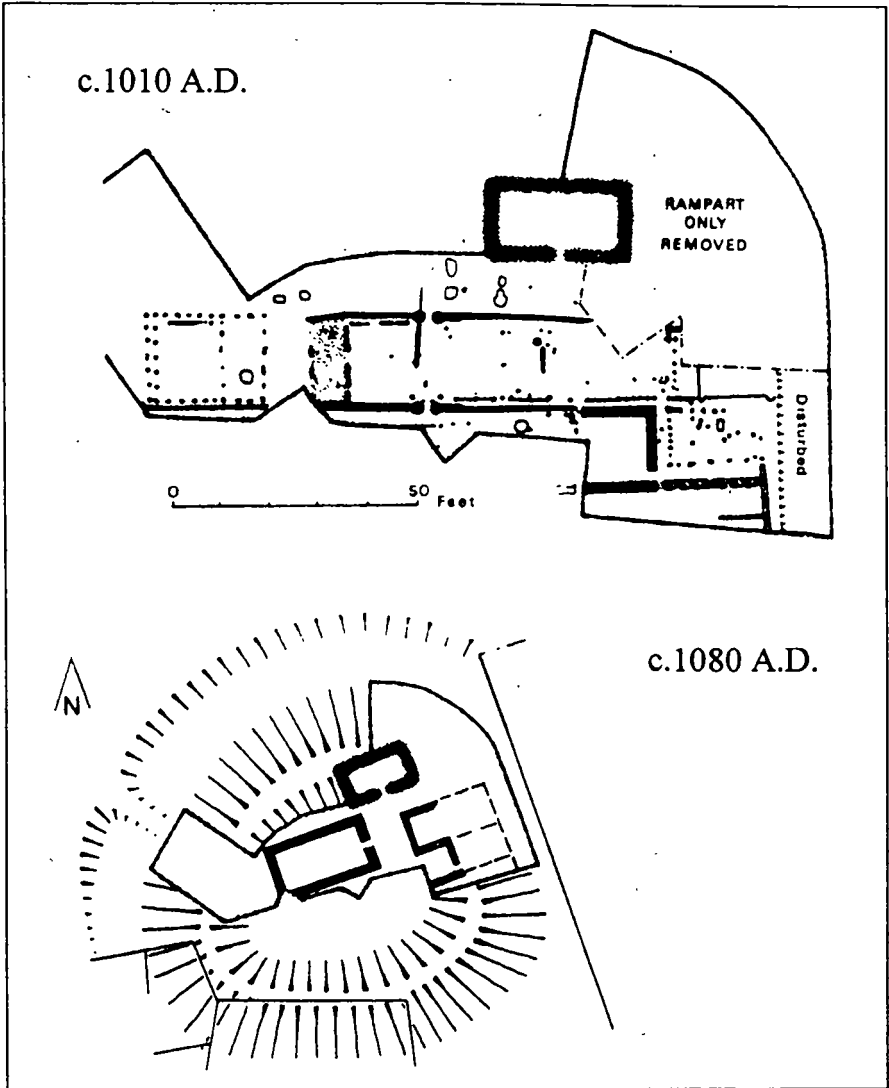 c.1010 A.D.
RAMPART
ONLY
REMOVED
Disturbed
0 50 Feet
c.1080 A.D.
N